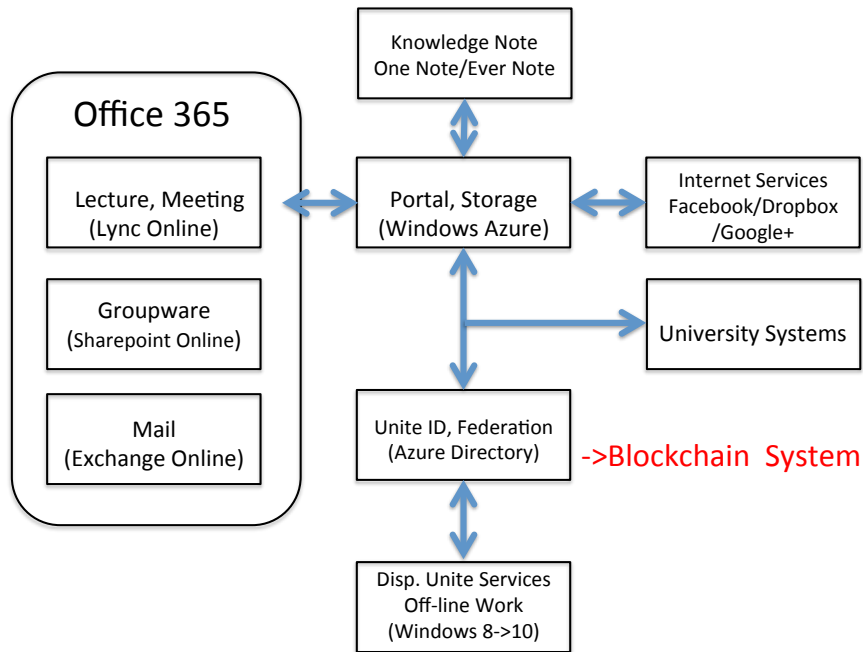 Knowledge Note
One Note/Ever Note
Office 365
Lecture, Meeting
(Lync Online)
Portal, Storage
(Windows Azure)
Internet Services
Facebook/Dropbox
/Google+
Groupware
(Sharepoint Online)
University Systems
Mail
(Exchange Online)
Unite ID, Federation
(Azure Directory)
->Blockchain System
Disp. Unite Services
Off-line Work
(Windows 8->10)